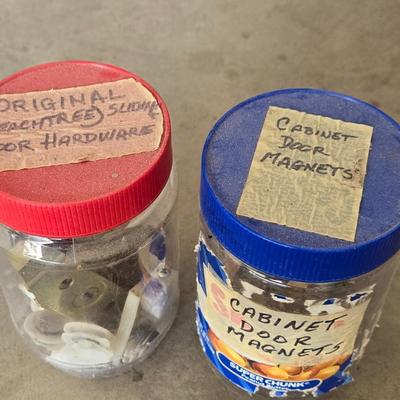 ORIGINAL
PEACHTREE) SLIDING
DOOR HARDWARE
CABINET
DOOR
MAGNETS
CABINET
DOOR
MAGNETS
SUPER CHUNK